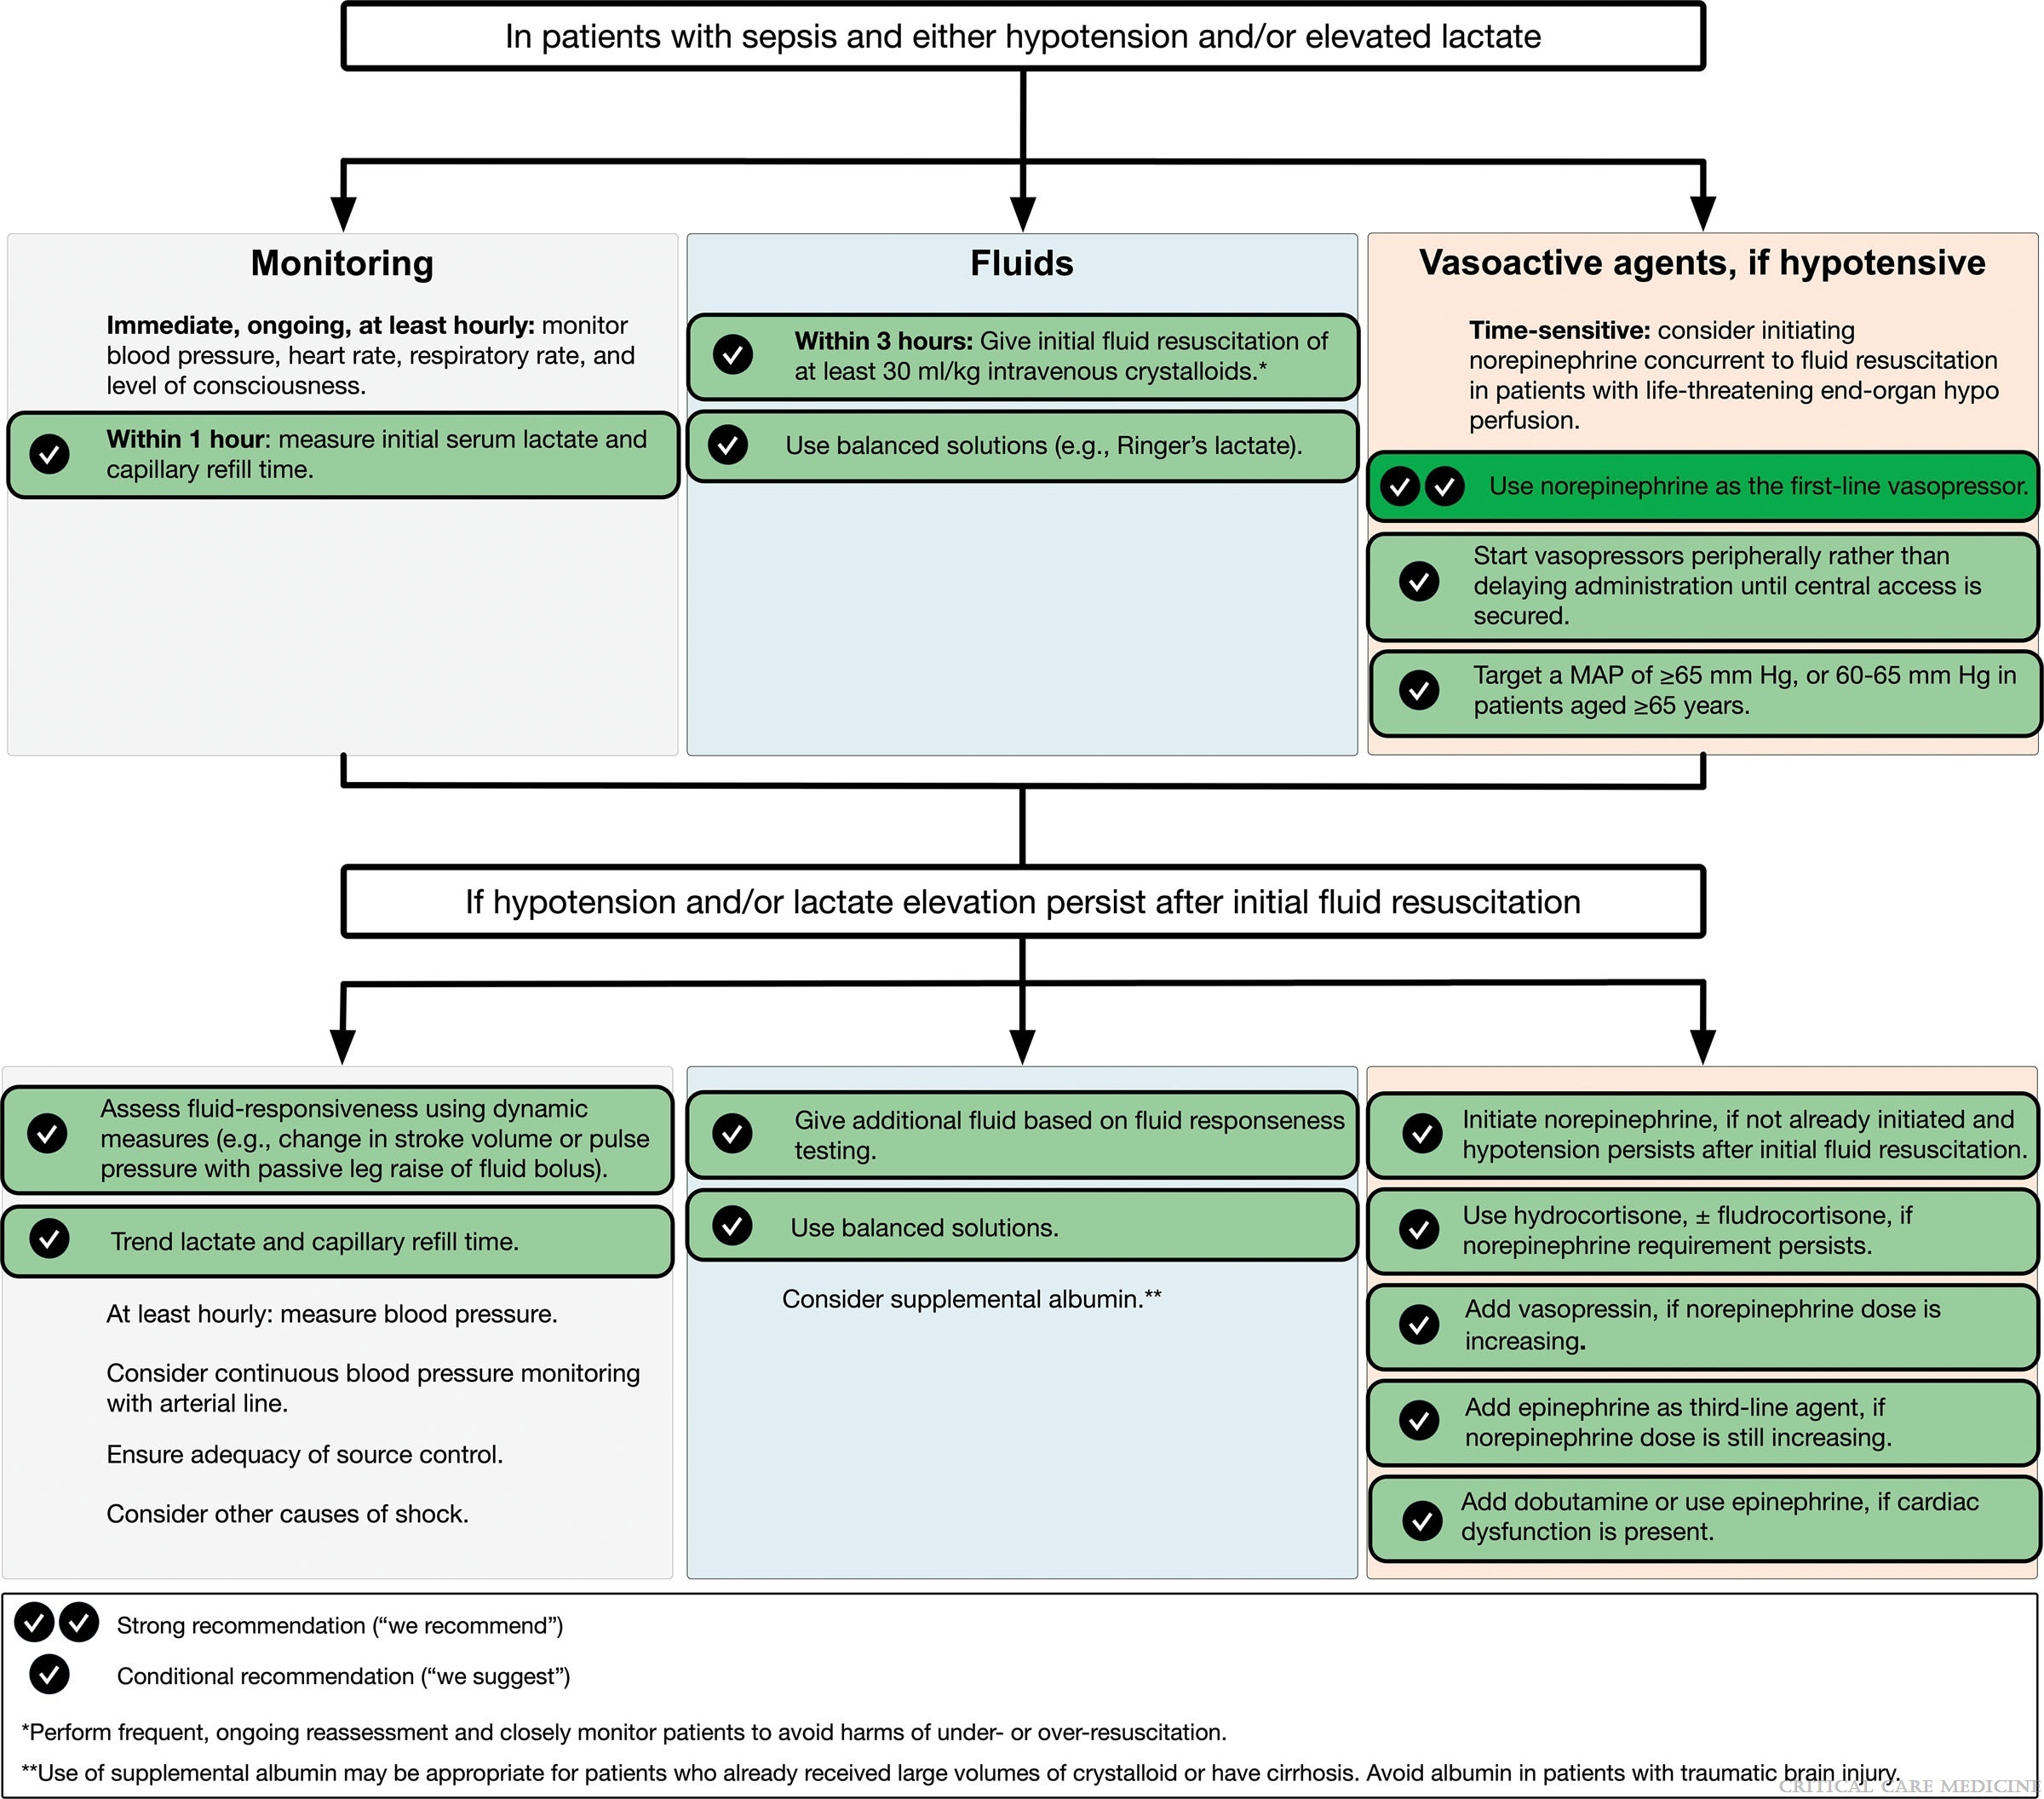 In patients with sepsis and either hypotension and/or elevated lactate
Monitoring
Immediate, ongoing, at least hourly: monitor
blood pressure, heart rate, respiratory rate, and
level of consciousness.
Within 1 hour: measure initial serum lactate and
capillary refill time.
Fluids
Within 3 hours: Give initial fluid resuscitation of
at least 30 ml/kg intravenous crystalloids.*
Use balanced solutions (e.g., Ringer’s lactate).
Vasoactive agents, if hypotensive
Time-sensitive: consider initiating
norepinephrine concurrent to fluid resuscitation
in patients with life-threatening end-organ hypo
perfusion.
Use norepinephrine as the first-line vasopressor.
Start vasopressors peripherally rather than
delaying administration until central access is
secured.
Target a MAP of ≥65 mm Hg, or 60-65 mm Hg in
patients aged ≥65 years.
If hypotension and/or lactate elevation persist after initial fluid resuscitation
Assess fluid-responsiveness using dynamic
measures (e.g., change in stroke volume or pulse
pressure with passive leg raise of fluid bolus).
Trend lactate and capillary refill time.
At least hourly: measure blood pressure.
Consider continuous blood pressure monitoring
with arterial line.
Ensure adequacy of source control.
Consider other causes of shock.
Give additional fluid based on fluid responseness
testing.
Use balanced solutions.
Consider supplemental albumin.**
Initiate norepinephrine, if not already initiated and
hypotension persists after initial fluid resuscitation.
Use hydrocortisone, ± fludrocortisone, if
norepinephrine requirement persists.
Add vasopressin, if norepinephrine dose is
increasing.
Add epinephrine as third-line agent, if
norepinephrine dose is still increasing.
Add dobutamine or use epinephrine, if cardiac
dysfunction is present.
Strong recommendation (“we recommend”)
Conditional recommendation (“we suggest”)
*Perform frequent, ongoing reassessment and closely monitor patients to avoid harms of under- or over-resuscitation.
**Use of supplemental albumin may be appropriate for patients who already received large volumes of crystalloid or have cirrhosis. Avoid albumin in patients with traumatic brain injury.
CRITICAL CARE MEDICINE